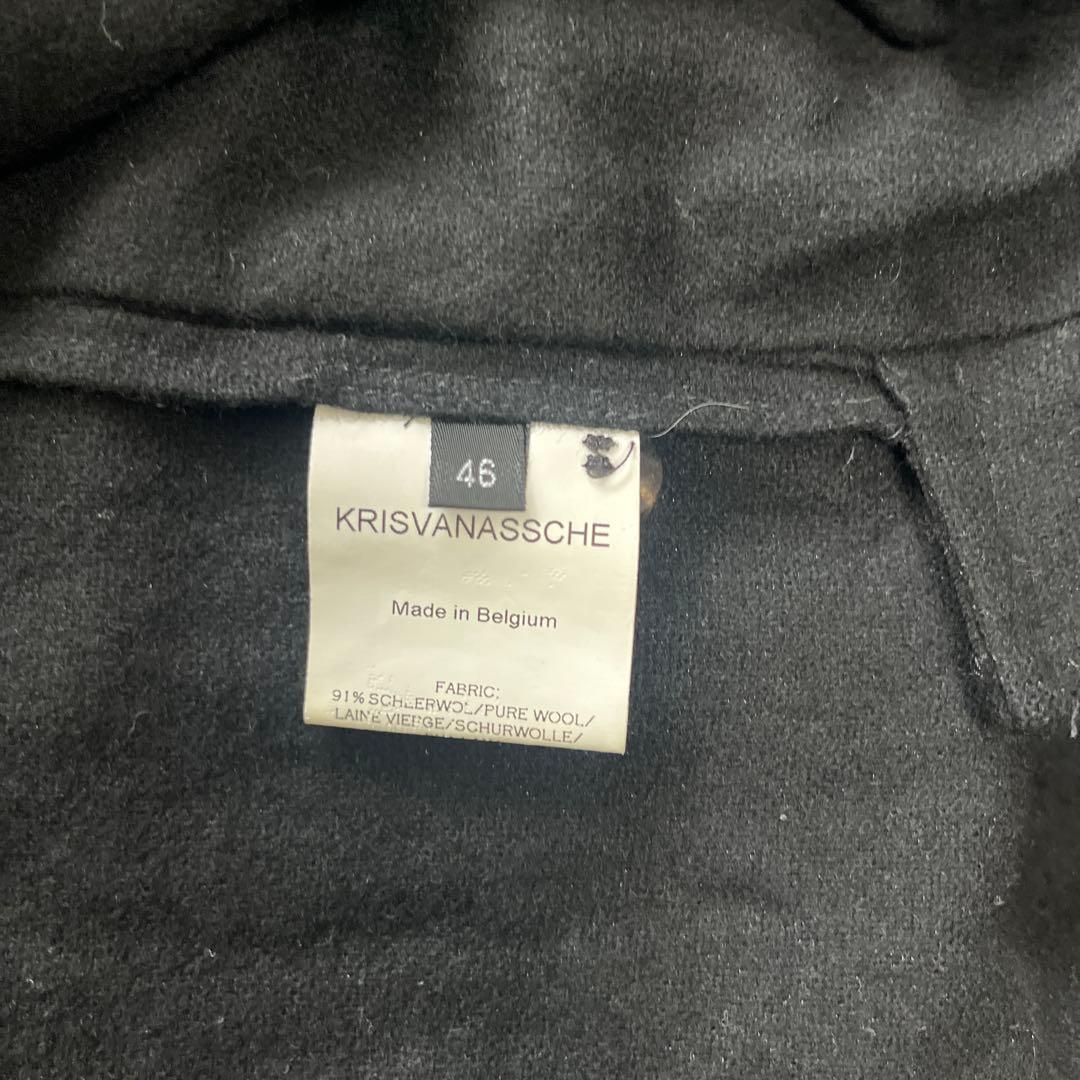 46
KRISVANASSCHE
Made in Belgium
FABRIC:
91% SCHEERWOL/PURE WOOL/
LAINE VIERGE/SCHURWOLLE/